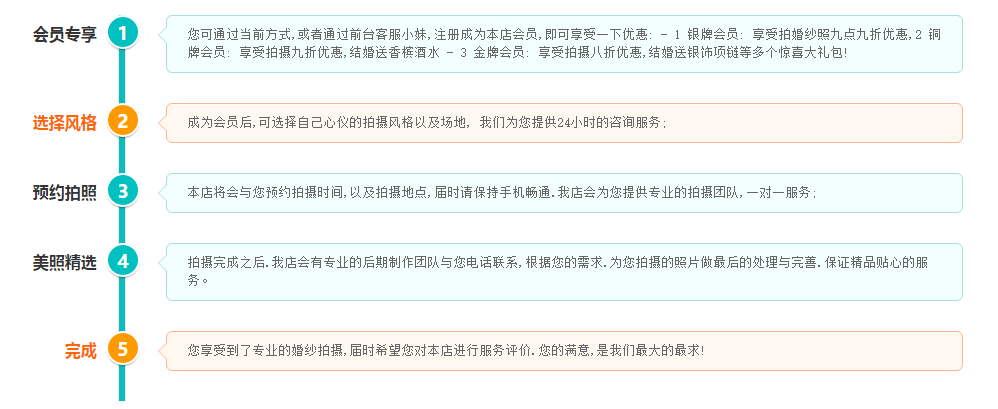 会员专享
1
您可通过当前方式,或者通过前台客服小妹,注册成为本店会员,即可享受一下优惠: - 1 银牌会员: 享受拍婚纱照九点九折优惠,2 铜
牌会员: 享受拍摄九折优惠,结婚送香槟酒水 - 3 金牌会员: 享受拍摄八折优惠,结婚送银饰项链等多个惊喜大礼包!
选择风格
2
成为会员后,可选择自己心仪的拍摄风格以及场地, 我们为您提供24小时的咨询服务;
预约拍照
3
本店将会与您预约拍摄时间,以及拍摄地点,届时请保持手机畅通.我店会为您提供专业的拍摄团队,一对一服务;
美照精选
4
拍摄完成之后.我店会有专业的后期制作团队与您电话联系,根据您的需求.为您拍摄的照片做最后的处理与完善.保证精品贴心的服
务。
完成
5
您享受到了专业的婚纱拍摄,届时希望您对本店进行服务评价.您的满意,是我们最大的最求!